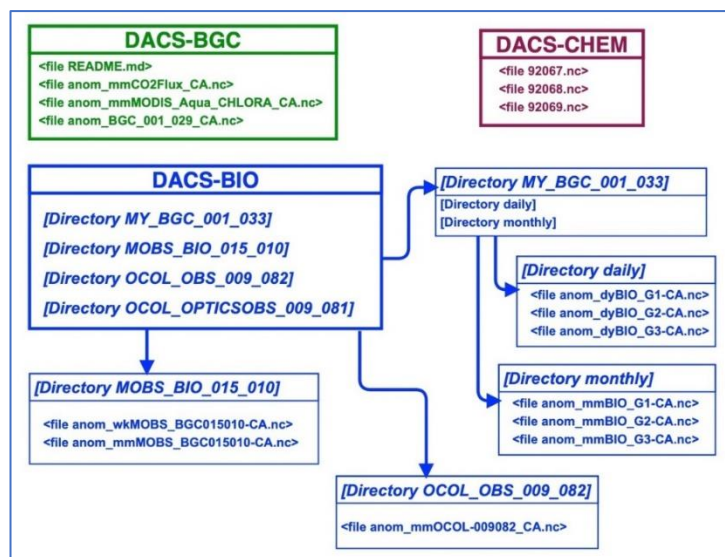 DACS-BGC
<file README.md>
<file anom_mmCO2Flux_CA.nc>
<file anom_mmMODIS_Aqua_CHLORA_CA.nc>
<file anom_BGC_001_029_CA.nc>
DACS-CHEM
<file 92067.nc>
<file 92068.nc>
<file 92069.nc>
DACS-BIO
[Directory MY_BGC_001_033]
[Directory MOBS_BIO_015_010]
[Directory OCOL_OBS_009_082]
[Directory OCOL_OPTICSOBS_009_081]
[Directory MY_BGC_001_033]
[Directory daily]
[Directory monthly]
[Directory daily]
<file anom_dyBIO_G1-CA.nc>
<file anom_dyBIO_G2-CA.nc>
<file anom_dyBIO_G3-CA.nc>
[Directory monthly]
<file anom_mmBIO_G1-CA.nc>
<file anom_mmBIO_G2-CA.nc>
<file anom_mmBIO_G3-CA.nc>
[Directory MOBS_BIO_015_010]
<file anom_wkMOBS_BGC015010-CA.nc>
<file anom_mmMOBS_BGC015010-CA.nc>
[Directory OCOL_OBS_009_082]
<file anom_mmOCOL-009082_CA.nc>